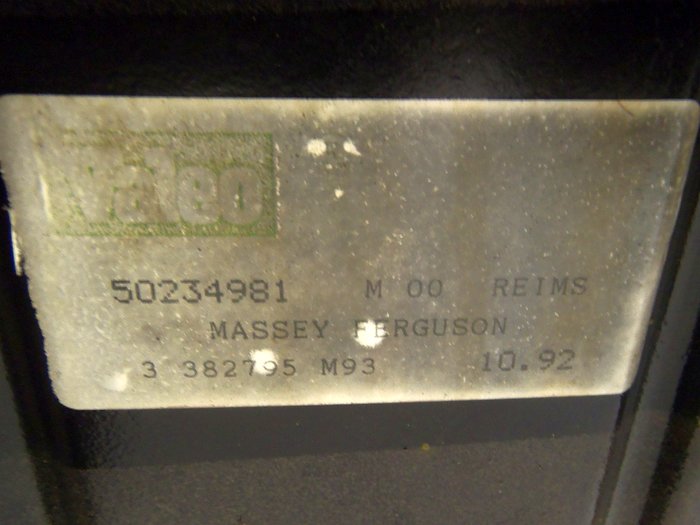 Valeo
50234981 M 00 REIMS
MASSEY FERGUSON
3 382795 M93 10.92